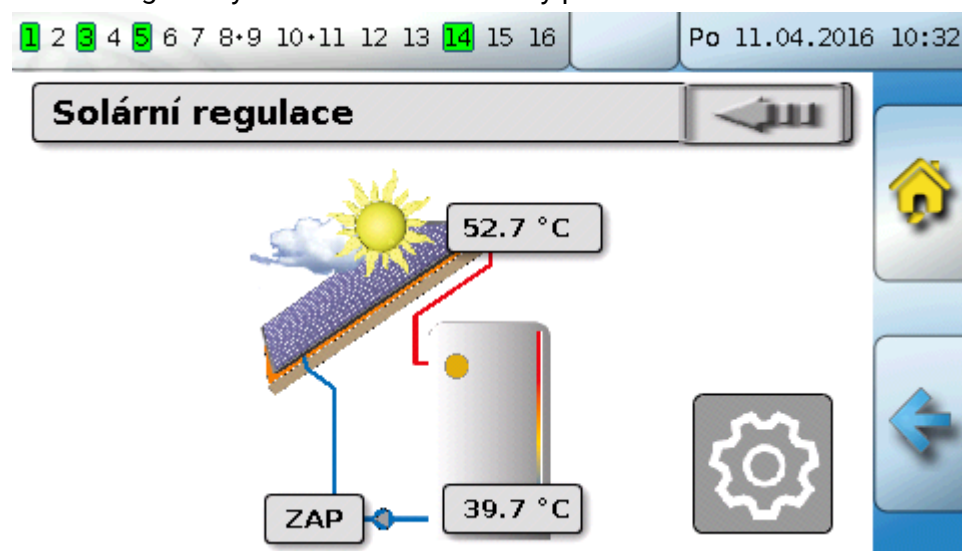 1 2 3 4 5 6 7 8·9 10·11 12 13 14 15 16 Po 11.04.2016 10:32
Solární regulace
52.7 °C
39.7 °C
ZAP